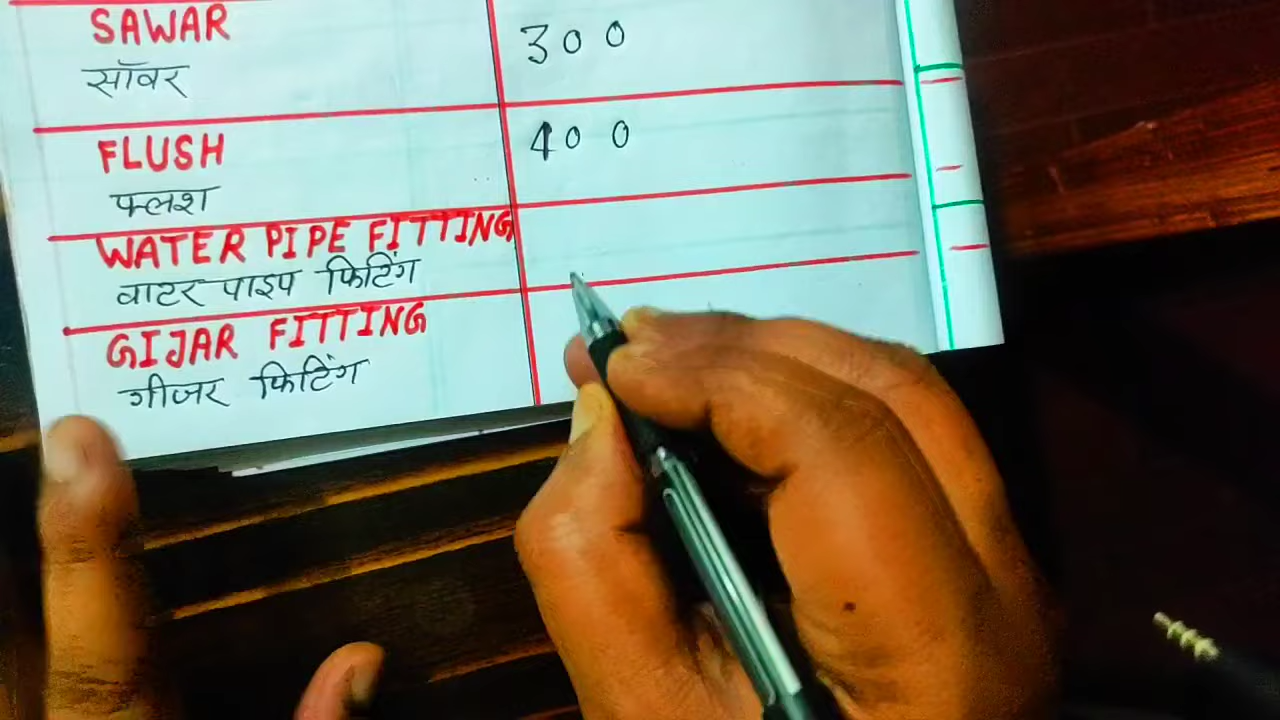 SAWAR
सॉवर
300
FLUSH
फ्लश
400
WATER PIPE FITTING
वाटर पाइप फिटिंग
GIJAR FITTING
गीजर फिटिंग